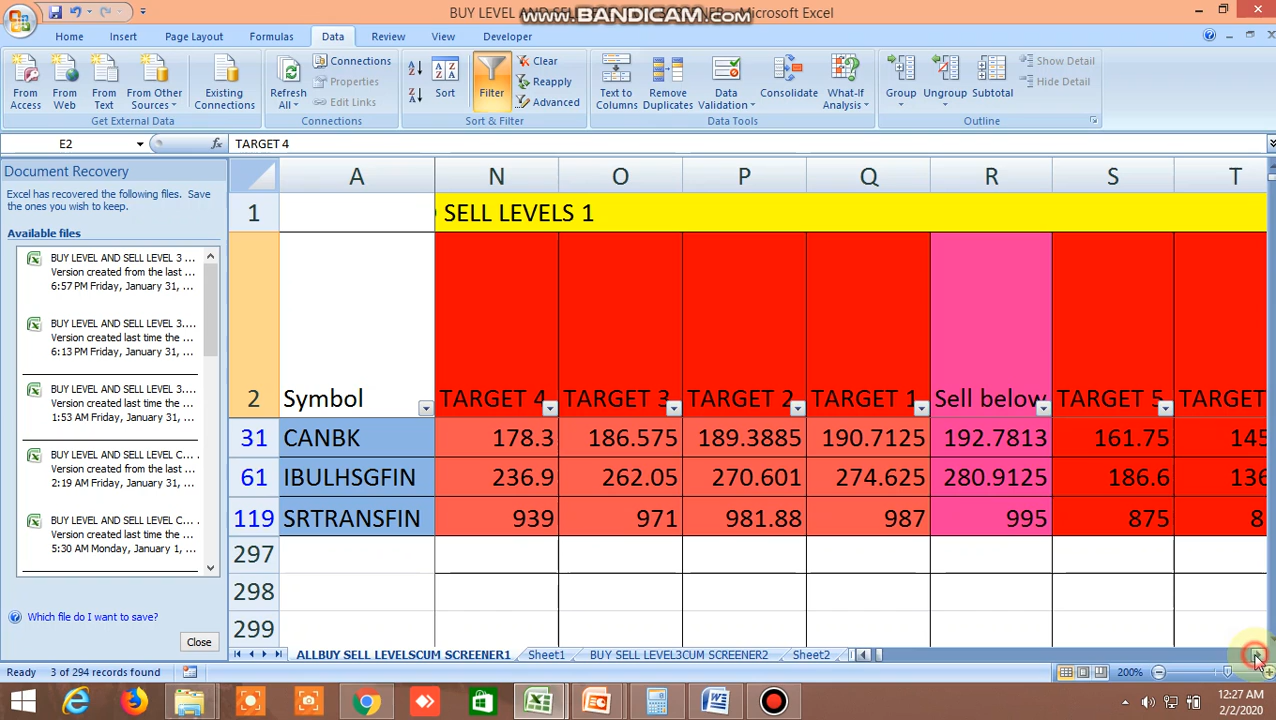 BUY LEVEL AND SELL LEVEL Microsoft Excel
www.BANDICAM.com
Home Insert Page Layout Formulas Data Review View Developer
From Access
From Web
From Text
From Other Sources
Existing Connections
Get External Data
Refresh All
Connections
Properties
Edit Links
Connections
Sort
Filter
Clear
Reapply
Advanced
Sort & Filter
Text to Columns
Remove Duplicates
Data Validation
Consolidate
What-If Analysis
Data Tools
Group
Ungroup
Subtotal
Show Detail
Hide Detail
Outline
E2 fx TARGET 4
Document Recovery
Excel has recovered the following files. Save the ones you wish to keep.
Available files
BUY LEVEL AND SELL LEVEL 3 ...
Version created from the last ...
6:57 PM Friday, January 31, ...
BUY LEVEL AND SELL LEVEL 3....
Version created last time the ...
6:13 PM Friday, January 31, ...
BUY LEVEL AND SELL LEVEL 3....
Version created last time the ...
1:53 AM Friday, January 31, ...
BUY LEVEL AND SELL LEVEL C...
Version created last time the ...
2:19 AM Friday, January 31, ...
BUY LEVEL AND SELL LEVEL C...
Version created from the last ...
5:30 AM Monday, January 1, ...
Which file do I want to save?
Close
A N O P Q R S T
1 SELL LEVELS 1
2 Symbol TARGET 4 TARGET 3 TARGET 2 TARGET 1 Sell below TARGET 5 TARGET
31 CANBK 178.3 186.575 189.3885 190.7125 192.7813 161.75 145
61 IBULHSGFIN 236.9 262.05 270.601 274.625 280.9125 186.6 136
119 SRTRANSFIN 939 971 981.88 987 995 875 8
297
298
299
ALLBUY SELL LEVELSCUM SCREENER1 Sheet1 BUY SELL LEVEL3CUM SCREENER2 Sheet2
Ready 3 of 294 records found 200%
12:27 AM
2/2/2020